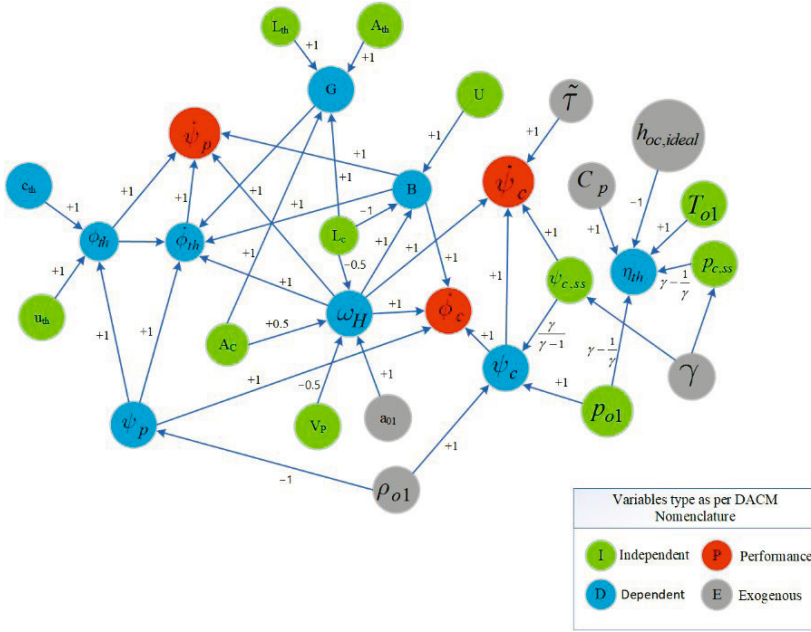 L_th
A_th
+1
+1
G
U
τ̃
ψ̇_p
h_oc,ideal
+1
+1
+1
+1
ψ̇_c
C_p
−1
c_th
+1
+1
B
T_o1
+1
ϕ_th
ϕ̇_th
+1
−1
L_c
+1
+1
+1
η_th
p_c,ss
+1
+1
−0.5
+1
ψ_c,ss
γ−1/γ
u_th
+1
+1
+1
ω_H
+1
ϕ̇_c
+1
A_C
+0.5
+1
+1
+1
γ/γ−1
γ−1/γ
ψ_c
γ
+1
−0.5
+1
+1
p_o1
ψ_p
V_P
a_01
+1
−1
ρ_o1
Variables type as per DACM
Nomenclature
I Independent
P Performance
D Dependent
E Exogenous